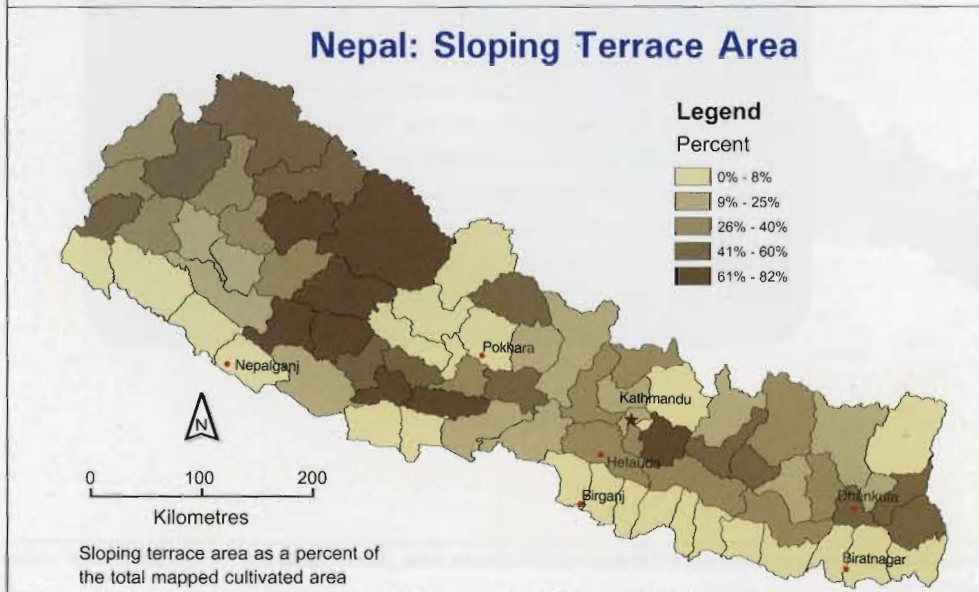 Nepal: Sloping Terrace Area
Legend
Percent
0% - 8%
9% - 25%
26% - 40%
41% - 60%
61% - 82%
Pokhara
Nepalganj
Kathmandu
N
Hetauda
0 100 200
Birganj
Dhankuta
Kilometres
Biratnagar
Sloping terrace area as a percent of
the total mapped cultivated area